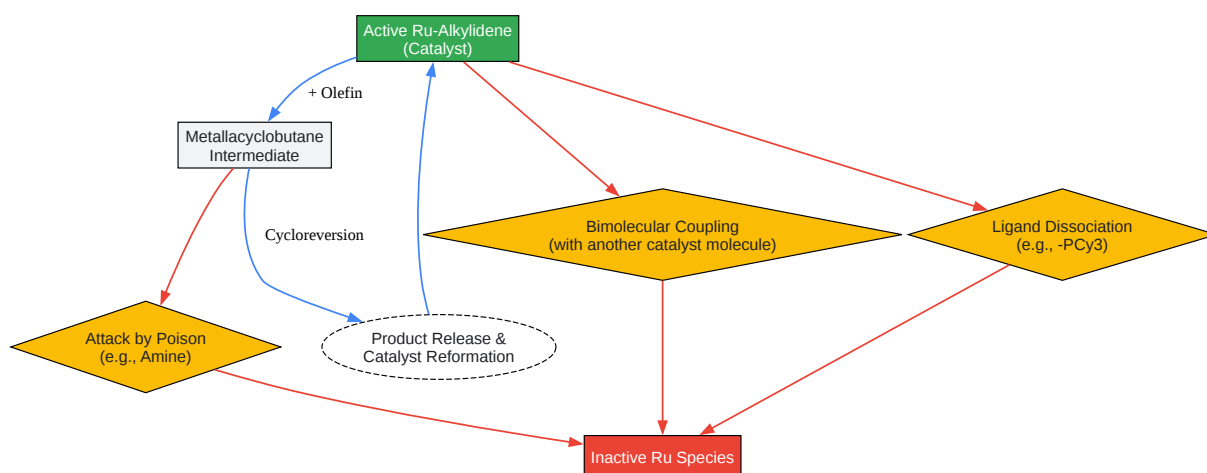 Active Ru-Alkylidene
(Catalyst)
+ Olefin
Metallacyclobutane
Intermediate
Cycloreversion
Bimolecular Coupling
(with another catalyst molecule)
Ligand Dissociation
(e.g., -PCy3)
Attack by Poison
(e.g., Amine)
Product Release &
Catalyst Reformation
Inactive Ru Species